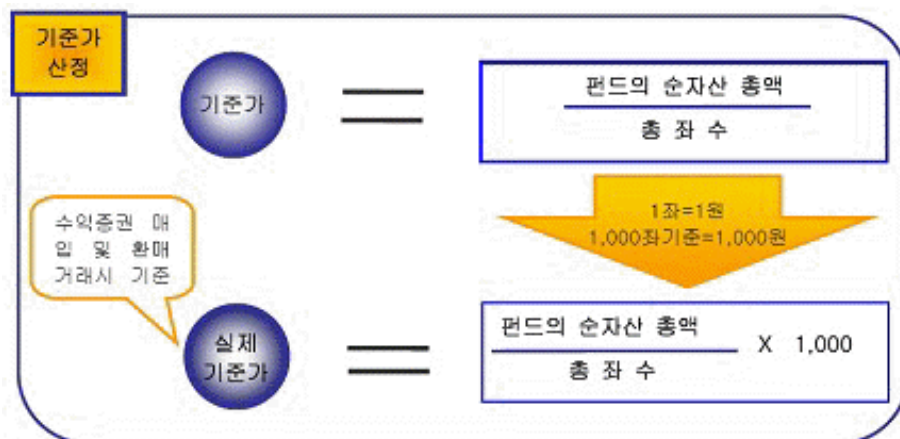 기준가
산정
기준가
펀드의 순자산 총액
총 좌 수
1좌=1원
1,000좌기준=1,000원
수익증권 매
입 및 환매
거래시 기준
실제
기준가
펀드의 순자산 총액
총 좌 수
X 1,000